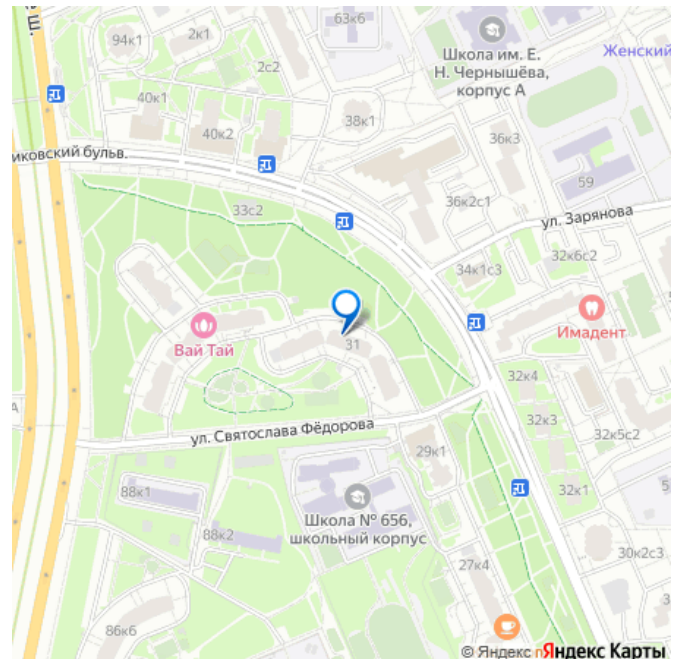 63к6
94к1
2к1
2с2
Школа им. Е.
Н. Чернышёва,
корпус А
Женский
40к1
40к2
38к1
36к3
иковский бульв.
59
36к2с1
33с2
ул. Зарянова
32к6с2
34к1с3
Вай Тай
Имадент
31
32к4
ул. Святослава Фёдорова
32к3
32к5с2
29к1
88к1
32к1
Школа № 656,
школьный корпус
88к2
30к2с3
27к4
86к6
© Яндекс
Яндекс Карты